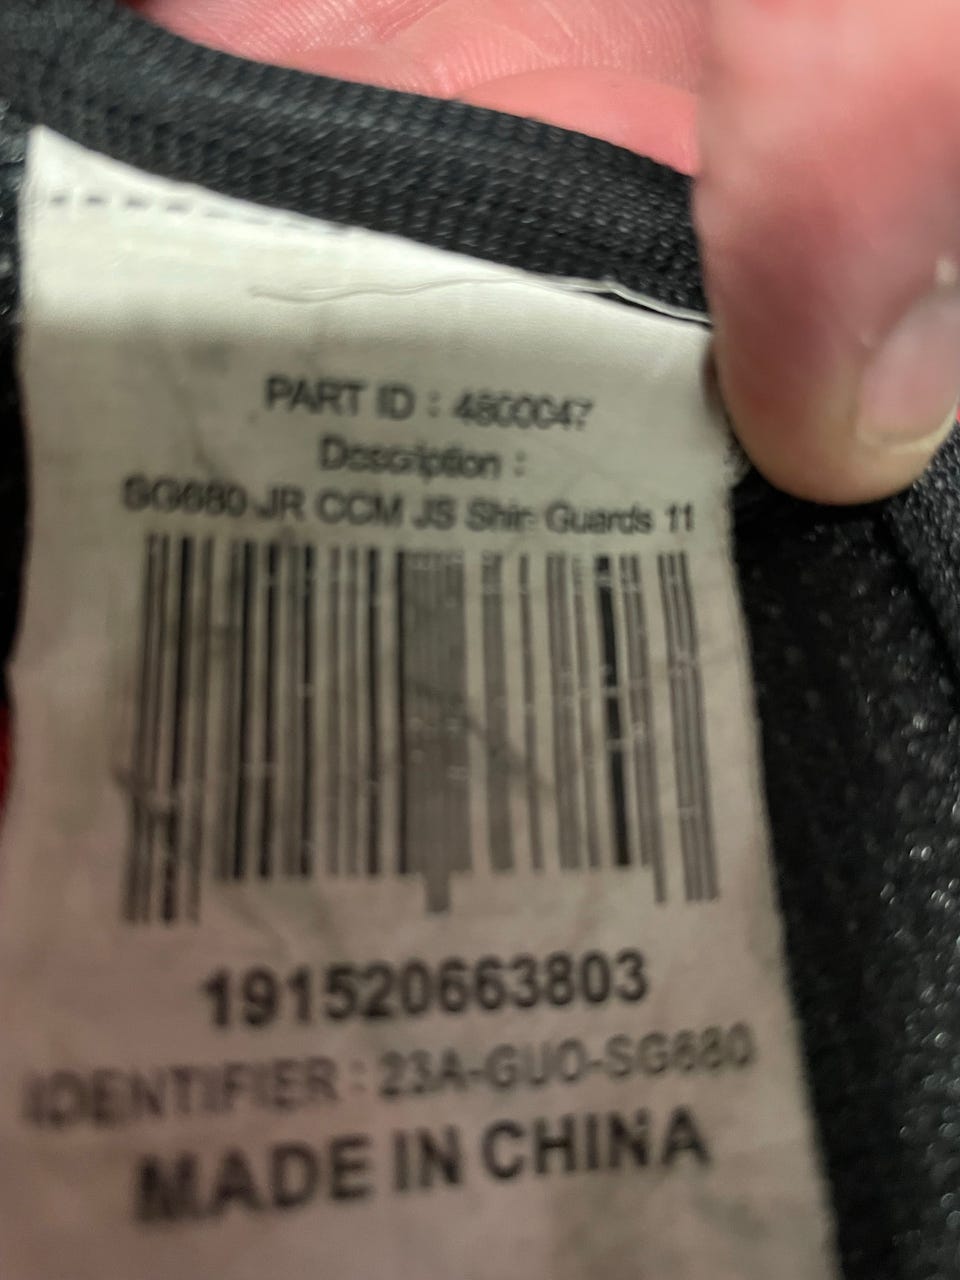 PART ID : 4800047
Description :
SG680 JR CCM JS Shin Guards 11
191520663803
IDENTIFIER : 23A-GUO-SG680
MADE IN CHINA